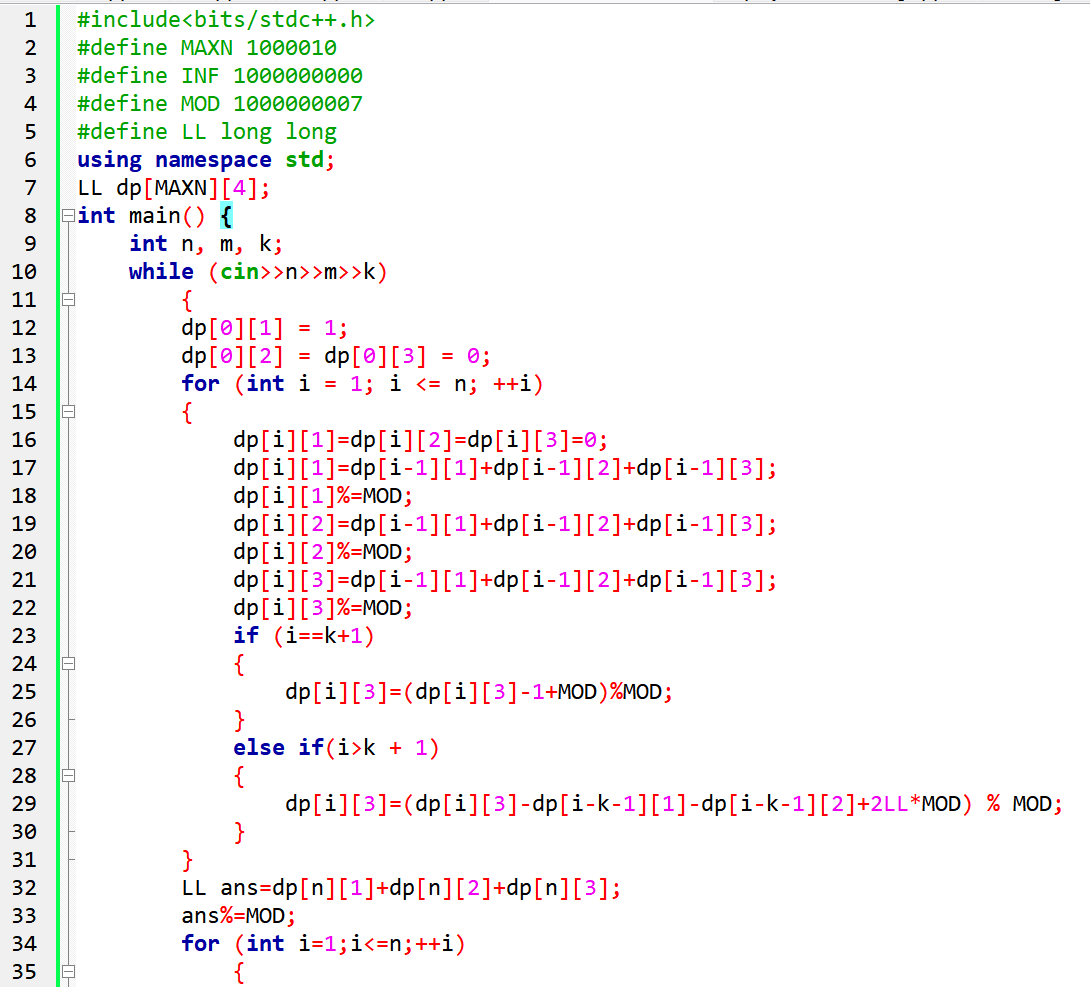 1 #include<bits/stdc++.h>
2 #define MAXN 1000010
3 #define INF 1000000000
4 #define MOD 1000000007
5 #define LL long long
6 using namespace std;
7 LL dp[MAXN][4];
8 int main() {
9     int n, m, k;
10     while (cin>>n>>m>>k)
11         {
12         dp[0][1] = 1;
13         dp[0][2] = dp[0][3] = 0;
14         for (int i = 1; i <= n; ++i)
15         {
16             dp[i][1]=dp[i][2]=dp[i][3]=0;
17             dp[i][1]=dp[i-1][1]+dp[i-1][2]+dp[i-1][3];
18             dp[i][1]%=MOD;
19             dp[i][2]=dp[i-1][1]+dp[i-1][2]+dp[i-1][3];
20             dp[i][2]%=MOD;
21             dp[i][3]=dp[i-1][1]+dp[i-1][2]+dp[i-1][3];
22             dp[i][3]%=MOD;
23             if (i==k+1)
24             {
25                 dp[i][3]=(dp[i][3]-1+MOD)%MOD;
26             }
27             else if(i>k + 1)
28             {
29                 dp[i][3]=(dp[i][3]-dp[i-k-1][1]-dp[i-k-1][2]+2LL*MOD) % MOD;
30             }
31         }
32         LL ans=dp[n][1]+dp[n][2]+dp[n][3];
33         ans%=MOD;
34         for (int i=1;i<=n;++i)
35             {